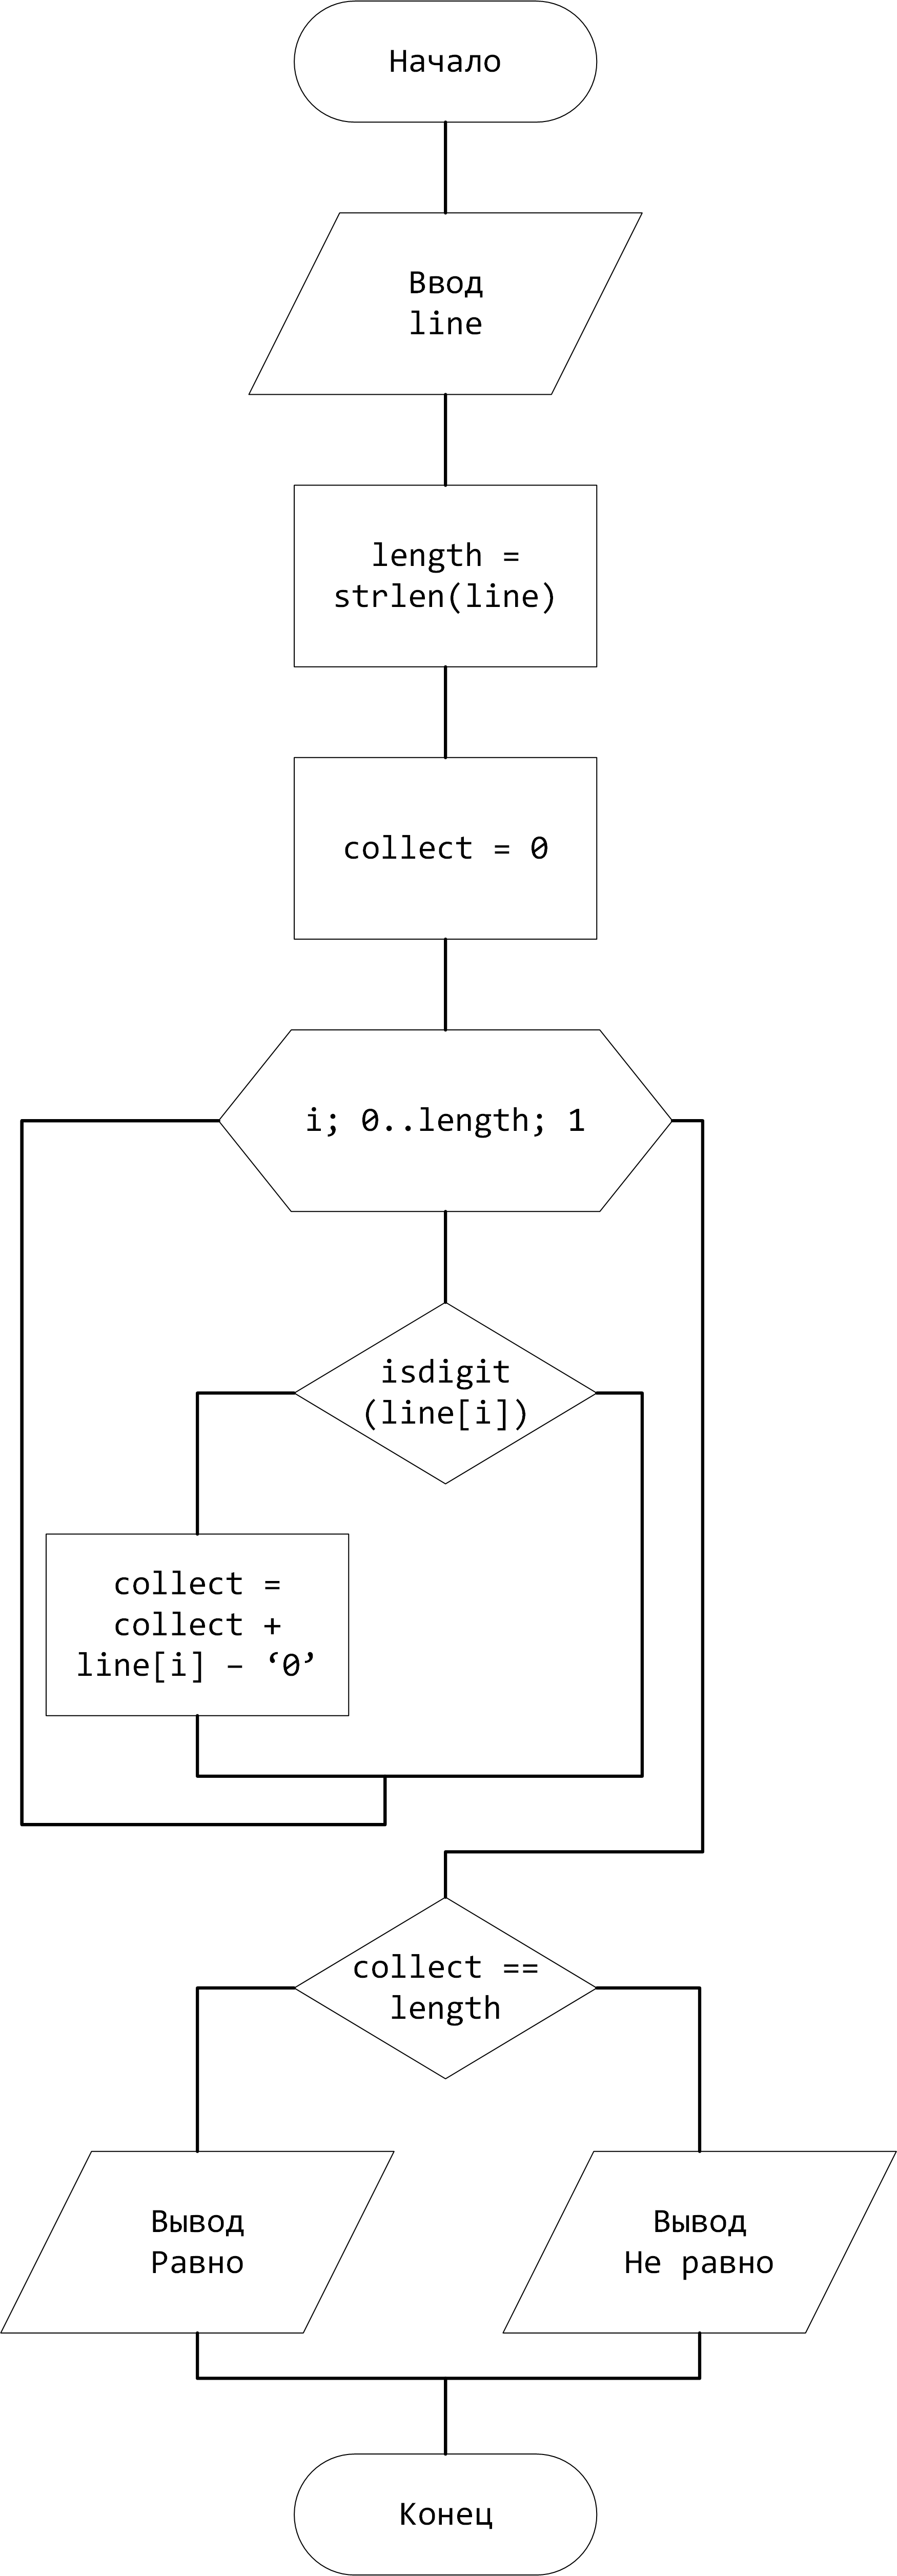 Начало
Ввод
line
length =
strlen(line)
collect = 0
i; 0..length; 1
isdigit
(line[i])
collect =
collect +
line[i] – ‘0’
collect ==
length
Вывод
Равно
Вывод
Не равно
Конец